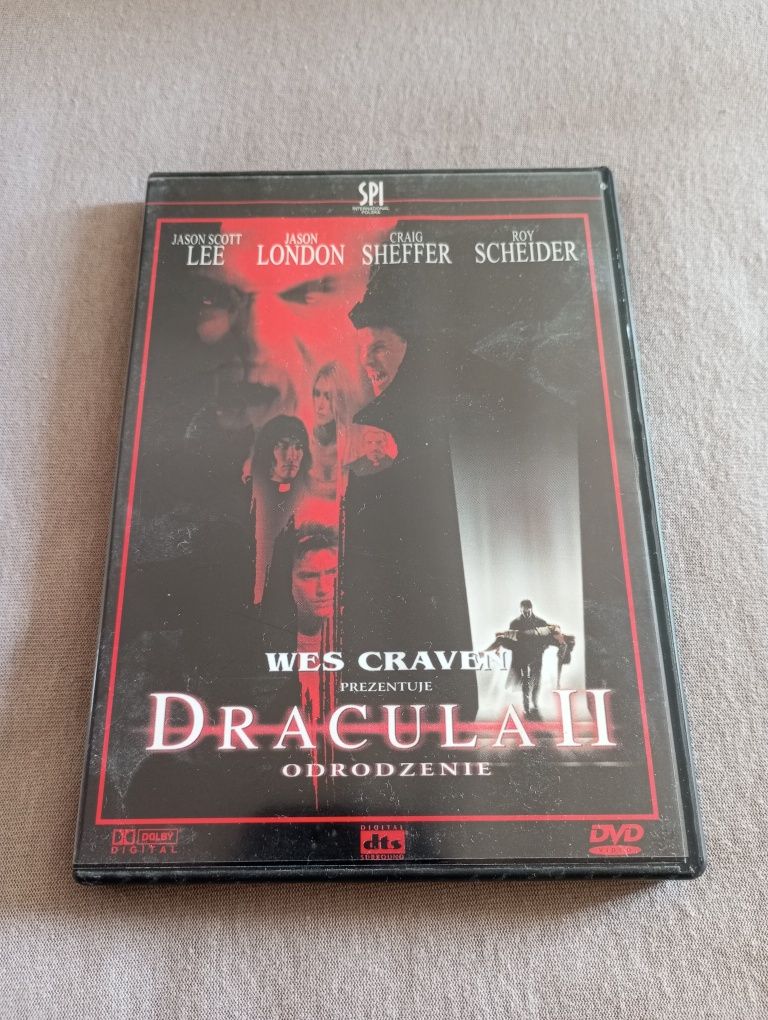 SPI
INTERNATIONAL
POLSKA
JASON SCOTT LEE
JASON LONDON
CRAIG SHEFFER
ROY SCHEIDER
WES CRAVEN
PREZENTUJE
DRACULA II
ODRODZENIE
DOLBY
DIGITAL
DIGITAL
dts
SURROUND
DVD
VIDEO